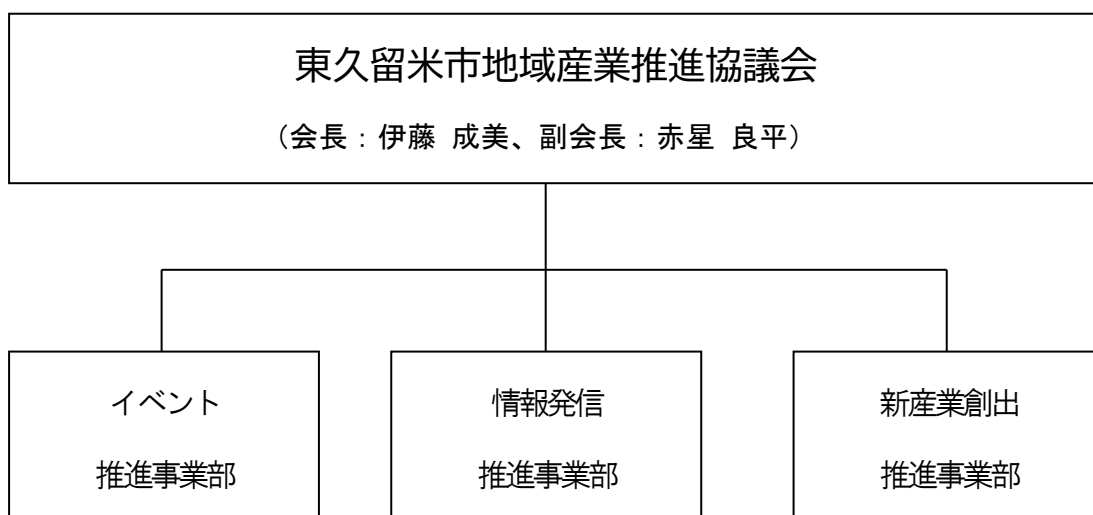 東久留米市地域産業推進協議会
(会長：伊藤 成美、副会長：赤星 良平)
イベント
推進事業部
情報発信
推進事業部
新産業創出
推進事業部